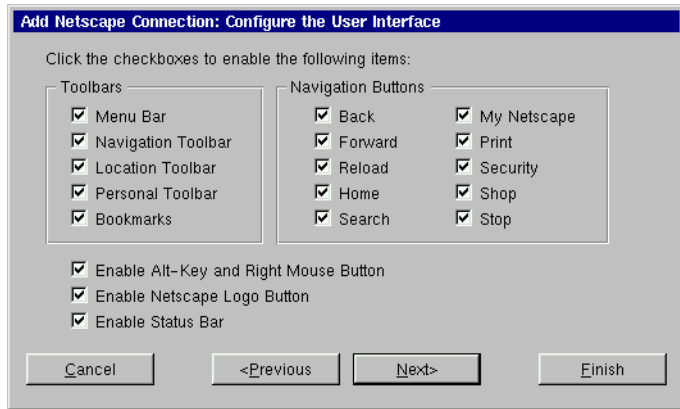 Add Netscape Connection: Configure the User Interface
Click the checkboxes to enable the following items:
Toolbars
Menu Bar
Navigation Toolbar
Location Toolbar
Personal Toolbar
Bookmarks
Navigation Buttons
Back
Forward
Reload
Home
Search
My Netscape
Print
Security
Shop
Stop
Enable Alt-Key and Right Mouse Button
Enable Netscape Logo Button
Enable Status Bar
Cancel
<Previous
Next>
Finish